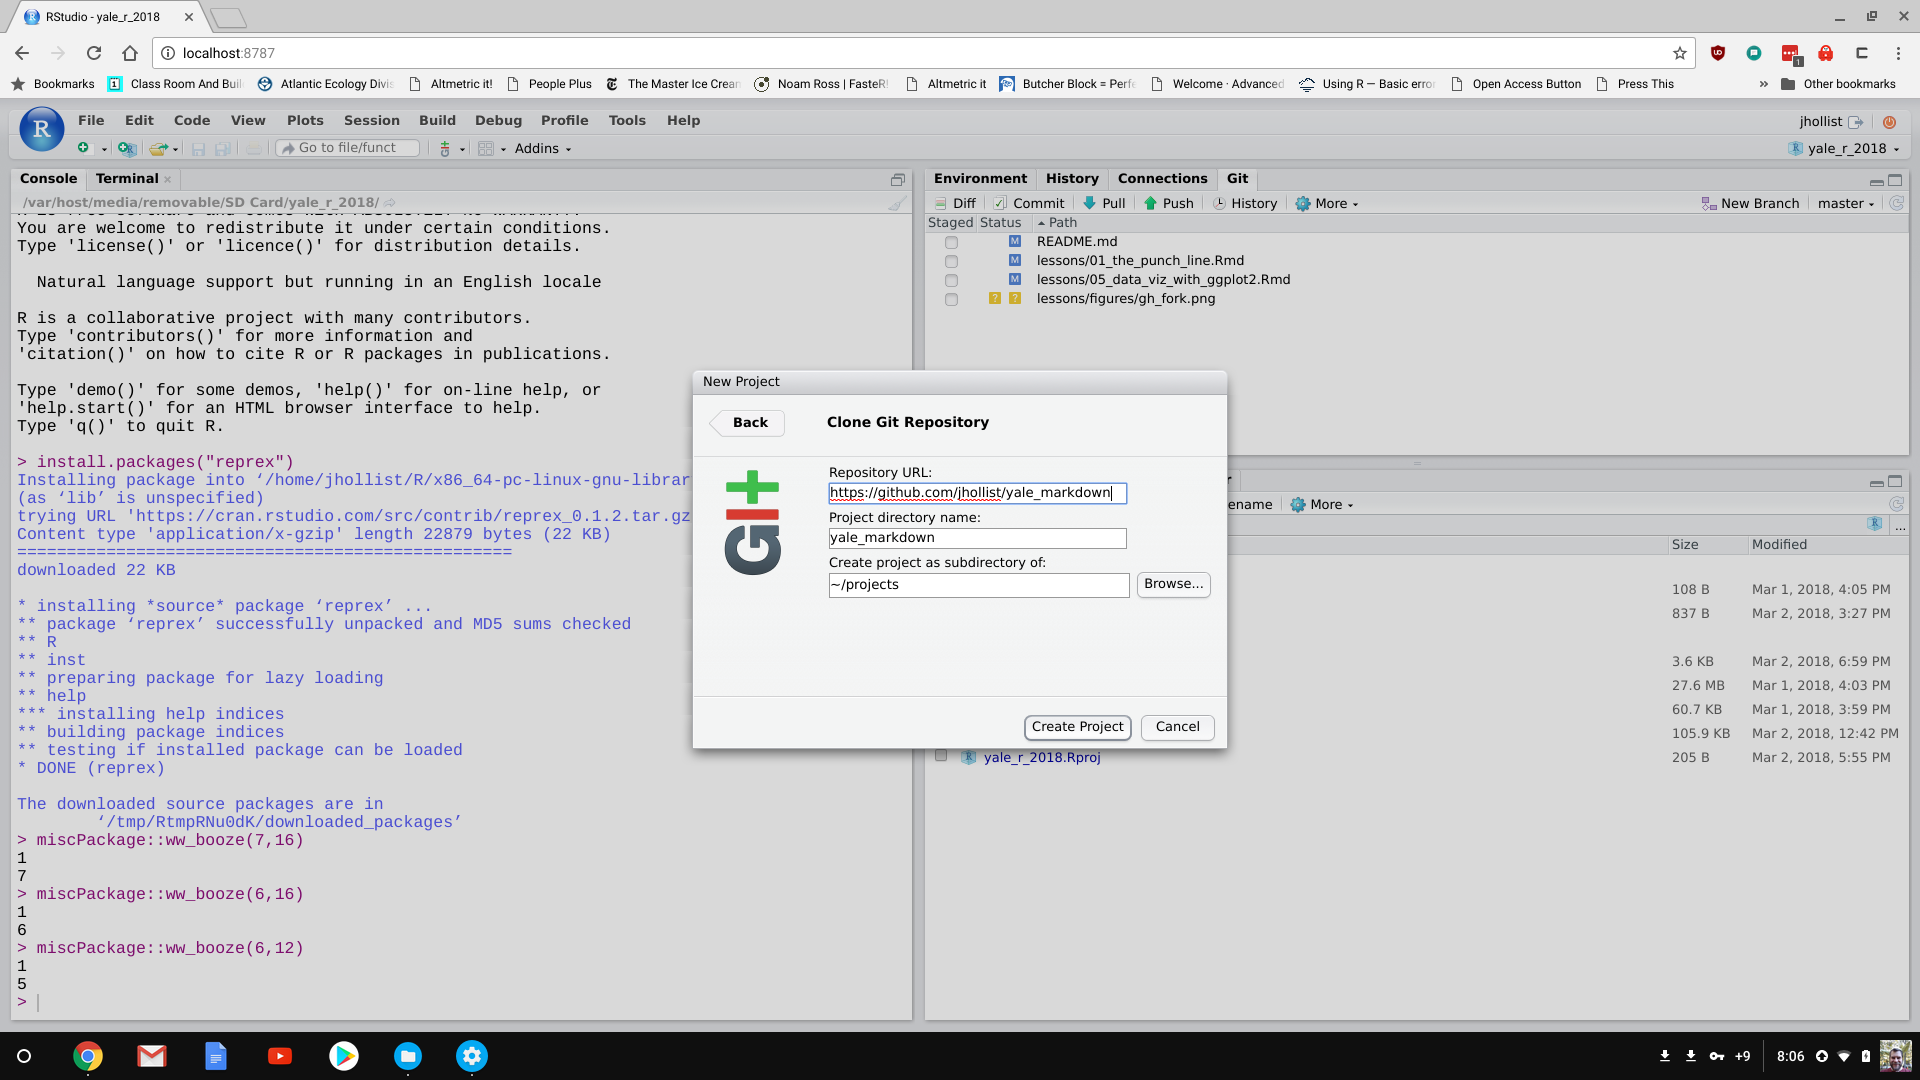 RStudio - yale_r_2018
localhost:8787
Bookmarks
Class Room And Buil
Atlantic Ecology Divis
Altmetric it!
People Plus
The Master Ice Cream
Noam Ross | FasteR!
Altmetric it
Butcher Block = Perfe
Welcome · Advanced
Using R — Basic error
Open Access Button
Press This
»
Other bookmarks
File Edit Code View Plots Session Build Debug Profile Tools Help
jhollist
Go to file/funct
Addins
yale_r_2018
Console Terminal
/var/host/media/removable/SD Card/yale_r_2018/
You are welcome to redistribute it under certain conditions.
Type 'license()' or 'licence()' for distribution details.
Natural language support but running in an English locale
R is a collaborative project with many contributors.
Type 'contributors()' for more information and
'citation()' on how to cite R or R packages in publications.
Type 'demo()' for some demos, 'help()' for on-line help, or
'help.start()' for an HTML browser interface to help.
Type 'q()' to quit R.
> install.packages("reprex")
Installing package into ‘/home/jhollist/R/x86_64-pc-linux-gnu-librar
(as ‘lib’ is unspecified)
trying URL 'https://cran.rstudio.com/src/contrib/reprex_0.1.2.tar.gz
Content type 'application/x-gzip' length 22879 bytes (22 KB)
==================================================
downloaded 22 KB
* installing *source* package ‘reprex’ ...
** package ‘reprex’ successfully unpacked and MD5 sums checked
** R
** inst
** preparing package for lazy loading
** help
*** installing help indices
** building package indices
** testing if installed package can be loaded
* DONE (reprex)
The downloaded source packages are in
‘/tmp/RtmpRNu0dK/downloaded_packages’
> miscPackage::ww_booze(7,16)
1
7
> miscPackage::ww_booze(6,16)
1
6
> miscPackage::ww_booze(6,12)
1
5
>
Environment History Connections Git
Diff Commit Pull Push History More New Branch master
Staged Status Path
M README.md
M lessons/01_the_punch_line.Rmd
M lessons/05_data_viz_with_ggplot2.Rmd
? ? lessons/figures/gh_fork.png
New Project
Back
Clone Git Repository
git
Repository URL:
https://github.com/jhollist/yale_markdown
Project directory name:
yale_markdown
Create project as subdirectory of:
~/projects
Browse...
Create Project
Cancel
ename More
...
Size Modified
108 B Mar 1, 2018, 4:05 PM
837 B Mar 2, 2018, 3:27 PM
3.6 KB Mar 2, 2018, 6:59 PM
27.6 MB Mar 1, 2018, 4:03 PM
60.7 KB Mar 1, 2018, 3:59 PM
105.9 KB Mar 2, 2018, 12:42 PM
yale_r_2018.Rproj 205 B Mar 2, 2018, 5:55 PM
+9
8:06